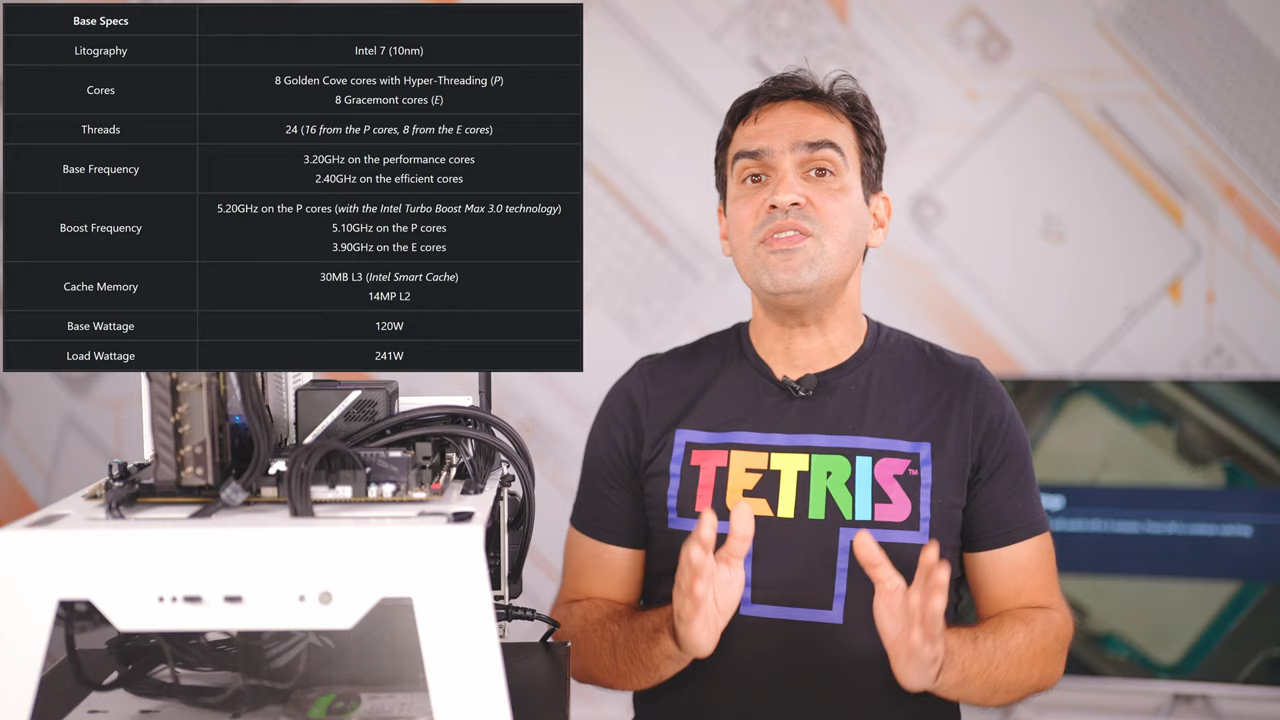 Base Specs
Litography
Intel 7 (10nm)
Cores
8 Golden Cove cores with Hyper-Threading (P)
8 Gracemont cores (E)
Threads
24 (16 from the P cores, 8 from the E cores)
Base Frequency
3.20GHz on the performance cores
2.40GHz on the efficient cores
Boost Frequency
5.20GHz on the P cores (with the Intel Turbo Boost Max 3.0 technology)
5.10GHz on the P cores
3.90GHz on the E cores
Cache Memory
30MB L3 (Intel Smart Cache)
14MP L2
Base Wattage
120W
Load Wattage
241W
TETRIS™